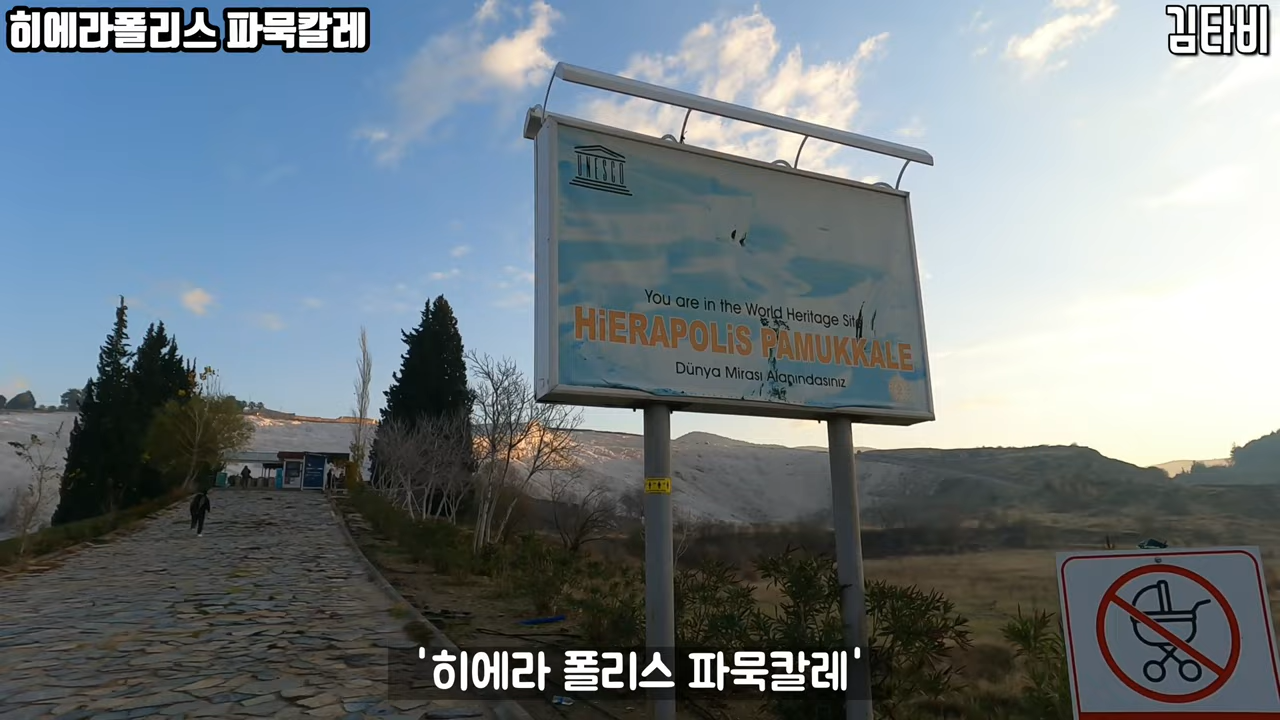 히에라폴리스 파묵칼레
김타비
UNESCO
You are in the World Heritage Site
HiERAPOLiS PAMUKKALE
Dünya Mirası Alanındasınız
'히에라 폴리스 파묵칼레'